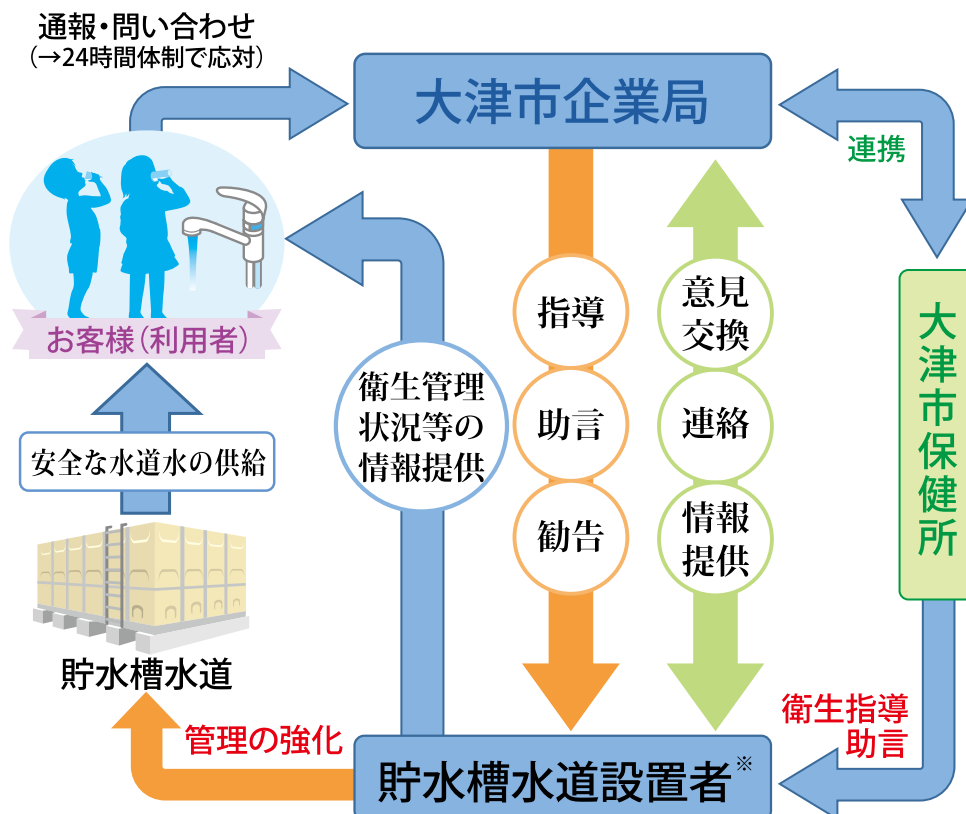 通報・問い合わせ
（→24時間体制で応対）
大津市企業局
連携
お客様（利用者）
指導
助言
勧告
意見
交換
連絡
情報
提供
衛生管理
状況等の
情報提供
大津市保健所
安全な水道水の供給
貯水槽水道
管理の強化
衛生指導
助言
貯水槽水道設置者※